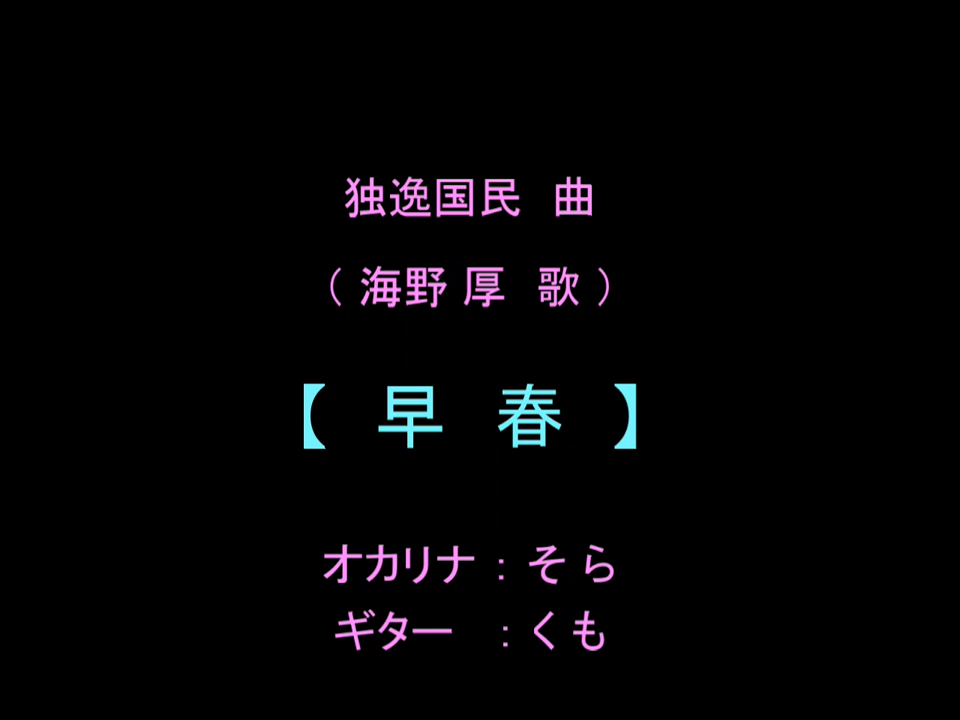 独逸国民　曲
（ 海野 厚　歌 ）
【　早　春　】
オカリナ ： そ ら
ギター　： く も